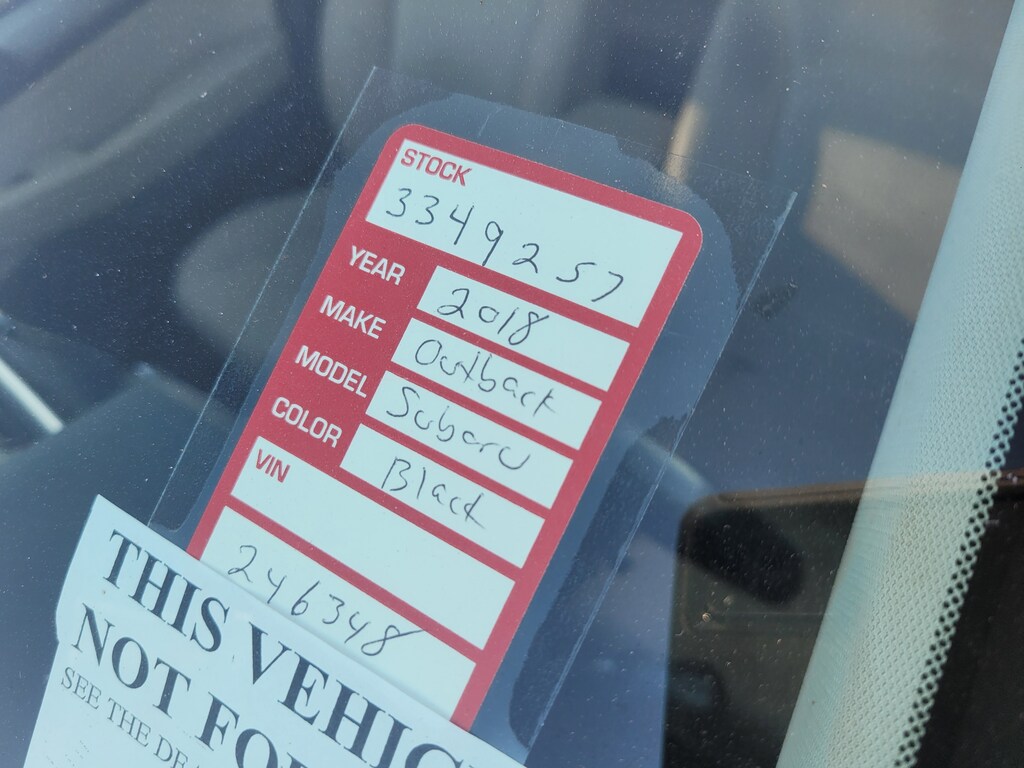 STOCK
3349257
YEAR 2018
MAKE Outback
MODEL Subaru
COLOR Black
VIN
246348
THIS VEHIC
NOT FO
SEE THE DE